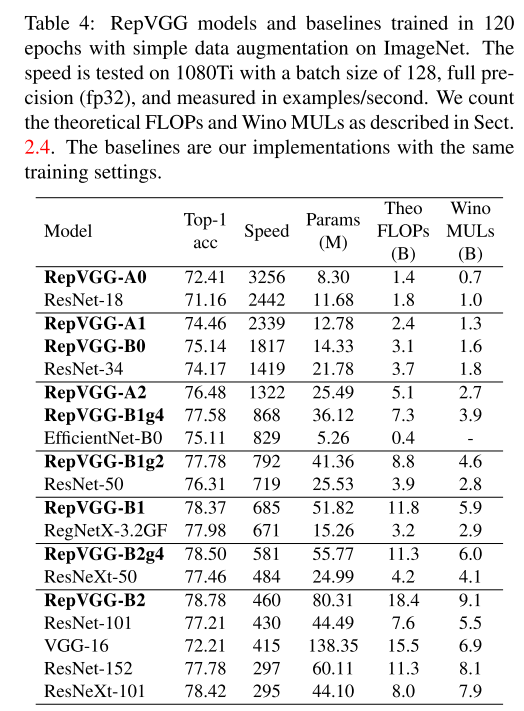 Table 4: RepVGG models and baselines trained in 120
epochs with simple data augmentation on ImageNet. The
speed is tested on 1080Ti with a batch size of 128, full pre-
cision (fp32), and measured in examples/second. We count
the theoretical FLOPs and Wino MULs as described in Sect.
2.4. The baselines are our implementations with the same
training settings.
Model Top-1 acc Speed Params (M) Theo FLOPs (B) Wino MULs (B)
RepVGG-A0 72.41 3256 8.30 1.4 0.7
ResNet-18 71.16 2442 11.68 1.8 1.0
RepVGG-A1 74.46 2339 12.78 2.4 1.3
RepVGG-B0 75.14 1817 14.33 3.1 1.6
ResNet-34 74.17 1419 21.78 3.7 1.8
RepVGG-A2 76.48 1322 25.49 5.1 2.7
RepVGG-B1g4 77.58 868 36.12 7.3 3.9
EfficientNet-B0 75.11 829 5.26 0.4 -
RepVGG-B1g2 77.78 792 41.36 8.8 4.6
ResNet-50 76.31 719 25.53 3.9 2.8
RepVGG-B1 78.37 685 51.82 11.8 5.9
RegNetX-3.2GF 77.98 671 15.26 3.2 2.9
RepVGG-B2g4 78.50 581 55.77 11.3 6.0
ResNeXt-50 77.46 484 24.99 4.2 4.1
RepVGG-B2 78.78 460 80.31 18.4 9.1
ResNet-101 77.21 430 44.49 7.6 5.5
VGG-16 72.21 415 138.35 15.5 6.9
ResNet-152 77.78 297 60.11 11.3 8.1
ResNeXt-101 78.42 295 44.10 8.0 7.9